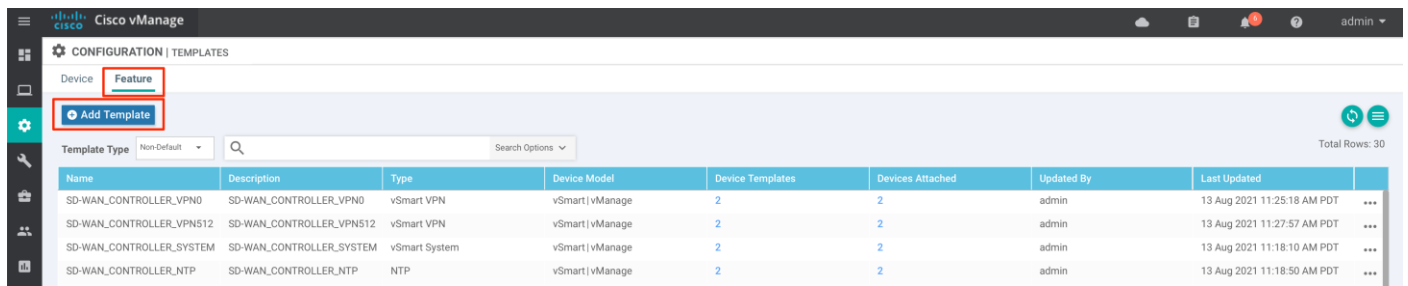 CISCO Cisco vManage 6 admin
CONFIGURATION | TEMPLATES
Device Feature
Add Template
Template Type Non-Default Search Options Total Rows: 30
Name Description Type Device Model Device Templates Devices Attached Updated By Last Updated
SD-WAN_CONTROLLER_VPN0 SD-WAN_CONTROLLER_VPN0 vSmart VPN vSmart|vManage 2 2 admin 13 Aug 2021 11:25:18 AM PDT ...
SD-WAN_CONTROLLER_VPN512 SD-WAN_CONTROLLER_VPN512 vSmart VPN vSmart|vManage 2 2 admin 13 Aug 2021 11:27:57 AM PDT ...
SD-WAN_CONTROLLER_SYSTEM SD-WAN_CONTROLLER_SYSTEM vSmart System vSmart|vManage 2 2 admin 13 Aug 2021 11:18:10 AM PDT ...
SD-WAN_CONTROLLER_NTP SD-WAN_CONTROLLER_NTP NTP vSmart|vManage 2 2 admin 13 Aug 2021 11:18:50 AM PDT ...